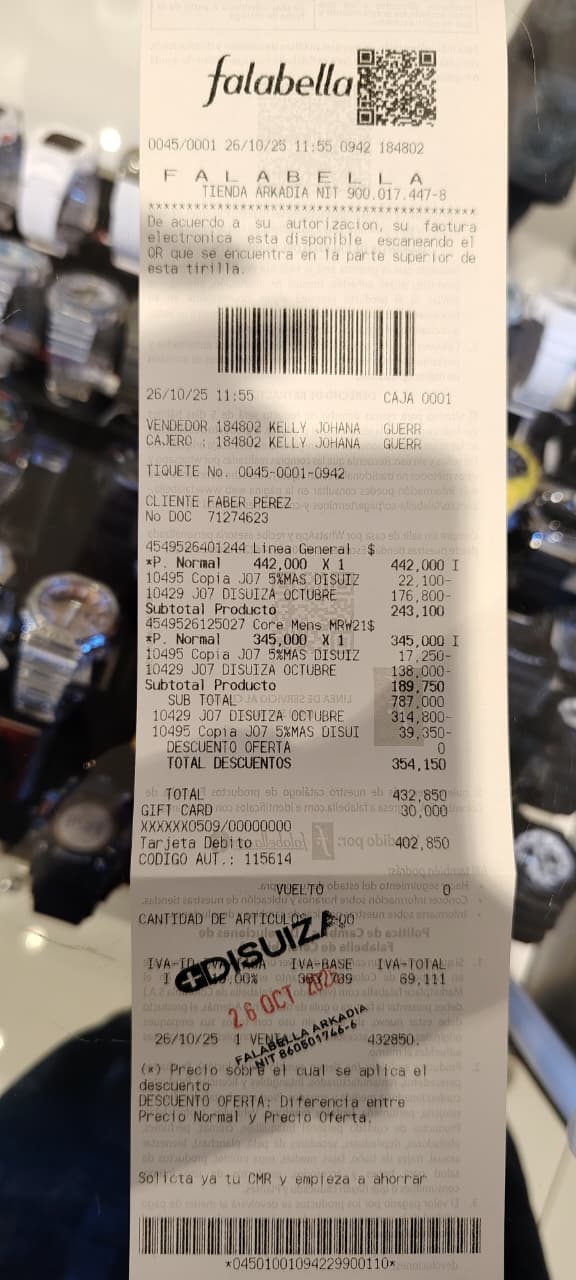 falabella
0045/0001 26/10/25 11:55 0942 184802
F A L A B E L L A
TIENDA ARKADIA NIT 900.017.447-8
************************************************
De acuerdo a su autorizacion, su factura
electronica esta disponible escaneando el
QR que se encuentra en la parte superior de
esta tirilla.
26/10/25 11:55 CAJA 0001
VENDEDOR 184802 KELLY JOHANA GUERR
CAJERO : 184802 KELLY JOHANA GUERR
TIQUETE No. 0045-0001-0942
CLIENTE FABER PEREZ
No DOC 71274623
4549526401244 Linea General $
*P. Normal 442,000 X 1 442,000 I
10495 Copia J07 5%MAS DISUIZ 22,100-
10429 J07 DISUIZA OCTUBRE 176,800-
Subtotal Producto 243,100
4549526125027 Core Mens MRW21$
*P. Normal 345,000 X 1 345,000 I
10495 Copia J07 5%MAS DISUIZ 17,250-
10429 J07 DISUIZA OCTUBRE 138,000-
Subtotal Producto 189,750
SUB TOTAL 787,000
10429 J07 DISUIZA OCTUBRE 314,800-
10495 Copia J07 5%MAS DISUI 39,350-
DESCUENTO OFERTA 0
TOTAL DESCUENTOS 354,150
TOTAL 432,850
GIFT CARD 30,000
XXXXXX0509/00000000
Tarjeta Debito 402,850
CODIGO AUT.: 115614
VUELTO 0
CANTIDAD DE ARTICULOS
DISUIZA
IVA-BASE IVA-TOTAL
69,111
26 OCT 2025
FALABELLA ARKADIA
NIT 860501746-6
26/10/25 1 432850.
(*) Precio sobre el cual se aplica el
descuento
DESCUENTO OFERTA: Diferencia entre
Precio Normal y Precio Oferta.
Solicta ya tu CMR y empieza a ahorrar
*04501001094229900110*